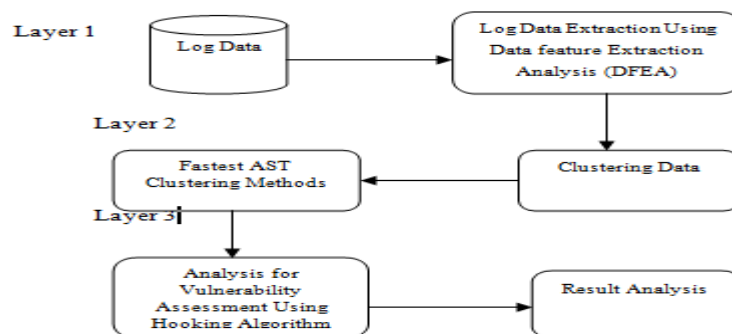 Layer 1
Log Data
Log Data Extraction Using
Data feature Extraction
Analysis (DFEA)
Layer 2
Fastest AST
Clustering Methods
Clustering Data
Layer 3
Analysis for
Vulnerability
Assessment Using
Hooking Algorithm
Result Analysis